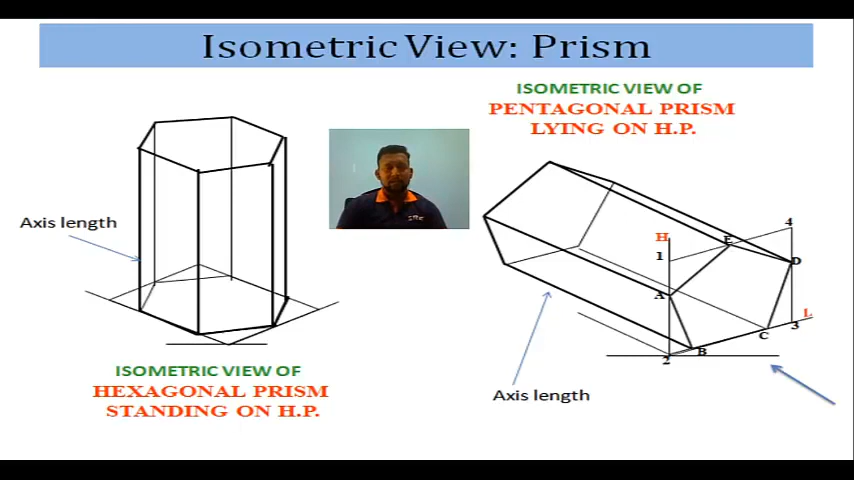 Isometric View: Prism
ISOMETRIC VIEW OF
PENTAGONAL PRISM
LYING ON H.P.
Axis length
H
1
E
4
D
A
L
3
C
B
2
Axis length
ISOMETRIC VIEW OF
HEXAGONAL PRISM
STANDING ON H.P.